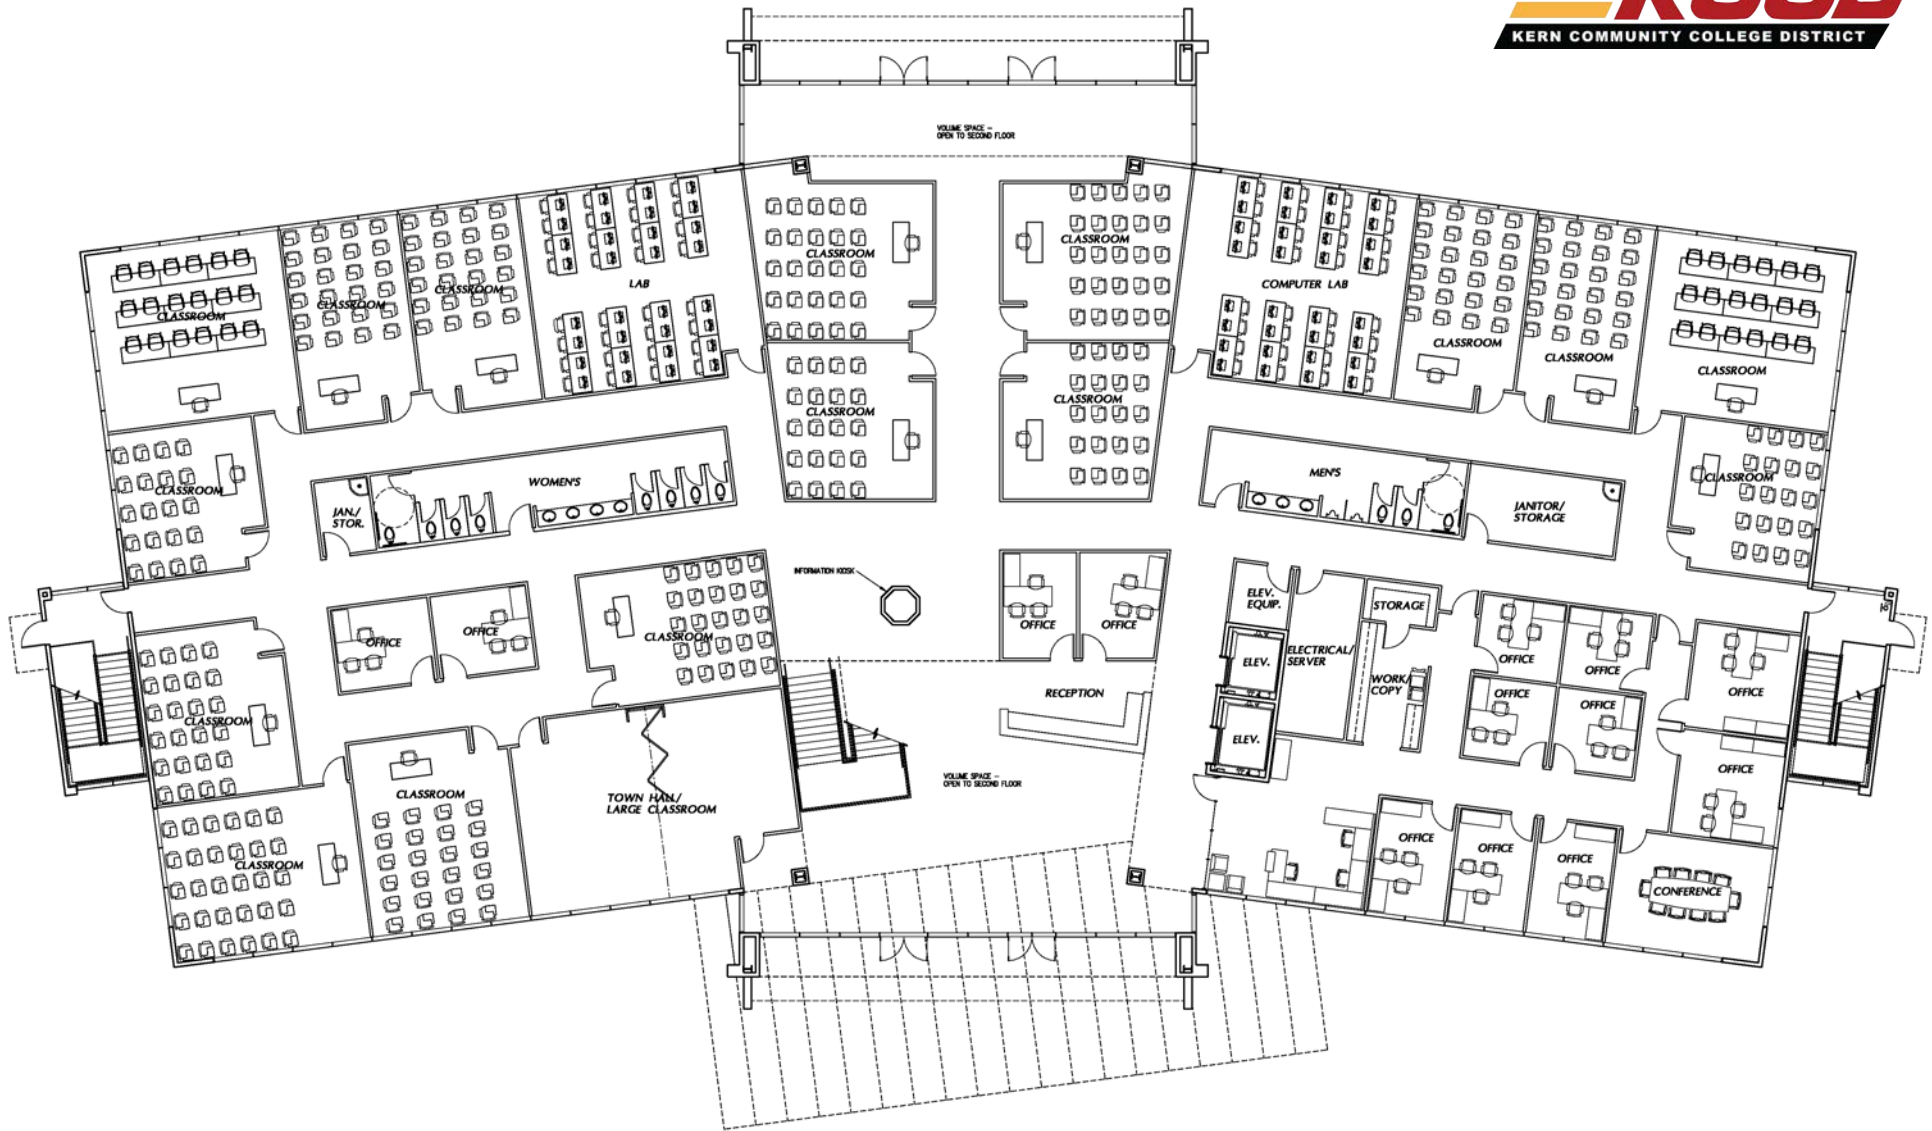 KCCD
KERN COMMUNITY COLLEGE DISTRICT
VOLUME SPACE –
OPEN TO SECOND FLOOR
CLASSROOM
CLASSROOM
CLASSROOM
LAB
CLASSROOM
CLASSROOM
COMPUTER LAB
CLASSROOM
CLASSROOM
CLASSROOM
CLASSROOM
CLASSROOM
CLASSROOM
WOMEN'S
JAN./
STOR.
MEN'S
JANITOR/
STORAGE
CLASSROOM
INFORMATION KIOSK
OFFICE
OFFICE
CLASSROOM
OFFICE
OFFICE
ELEV.
EQUIP.
ELEV.
ELEV.
ELECTRICAL/
SERVER
STORAGE
WORK/
COPY
OFFICE
OFFICE
OFFICE
OFFICE
OFFICE
OFFICE
RECEPTION
CLASSROOM
CLASSROOM
CLASSROOM
TOWN HALL/
LARGE CLASSROOM
VOLUME SPACE –
OPEN TO SECOND FLOOR
OFFICE
OFFICE
OFFICE
CONFERENCE